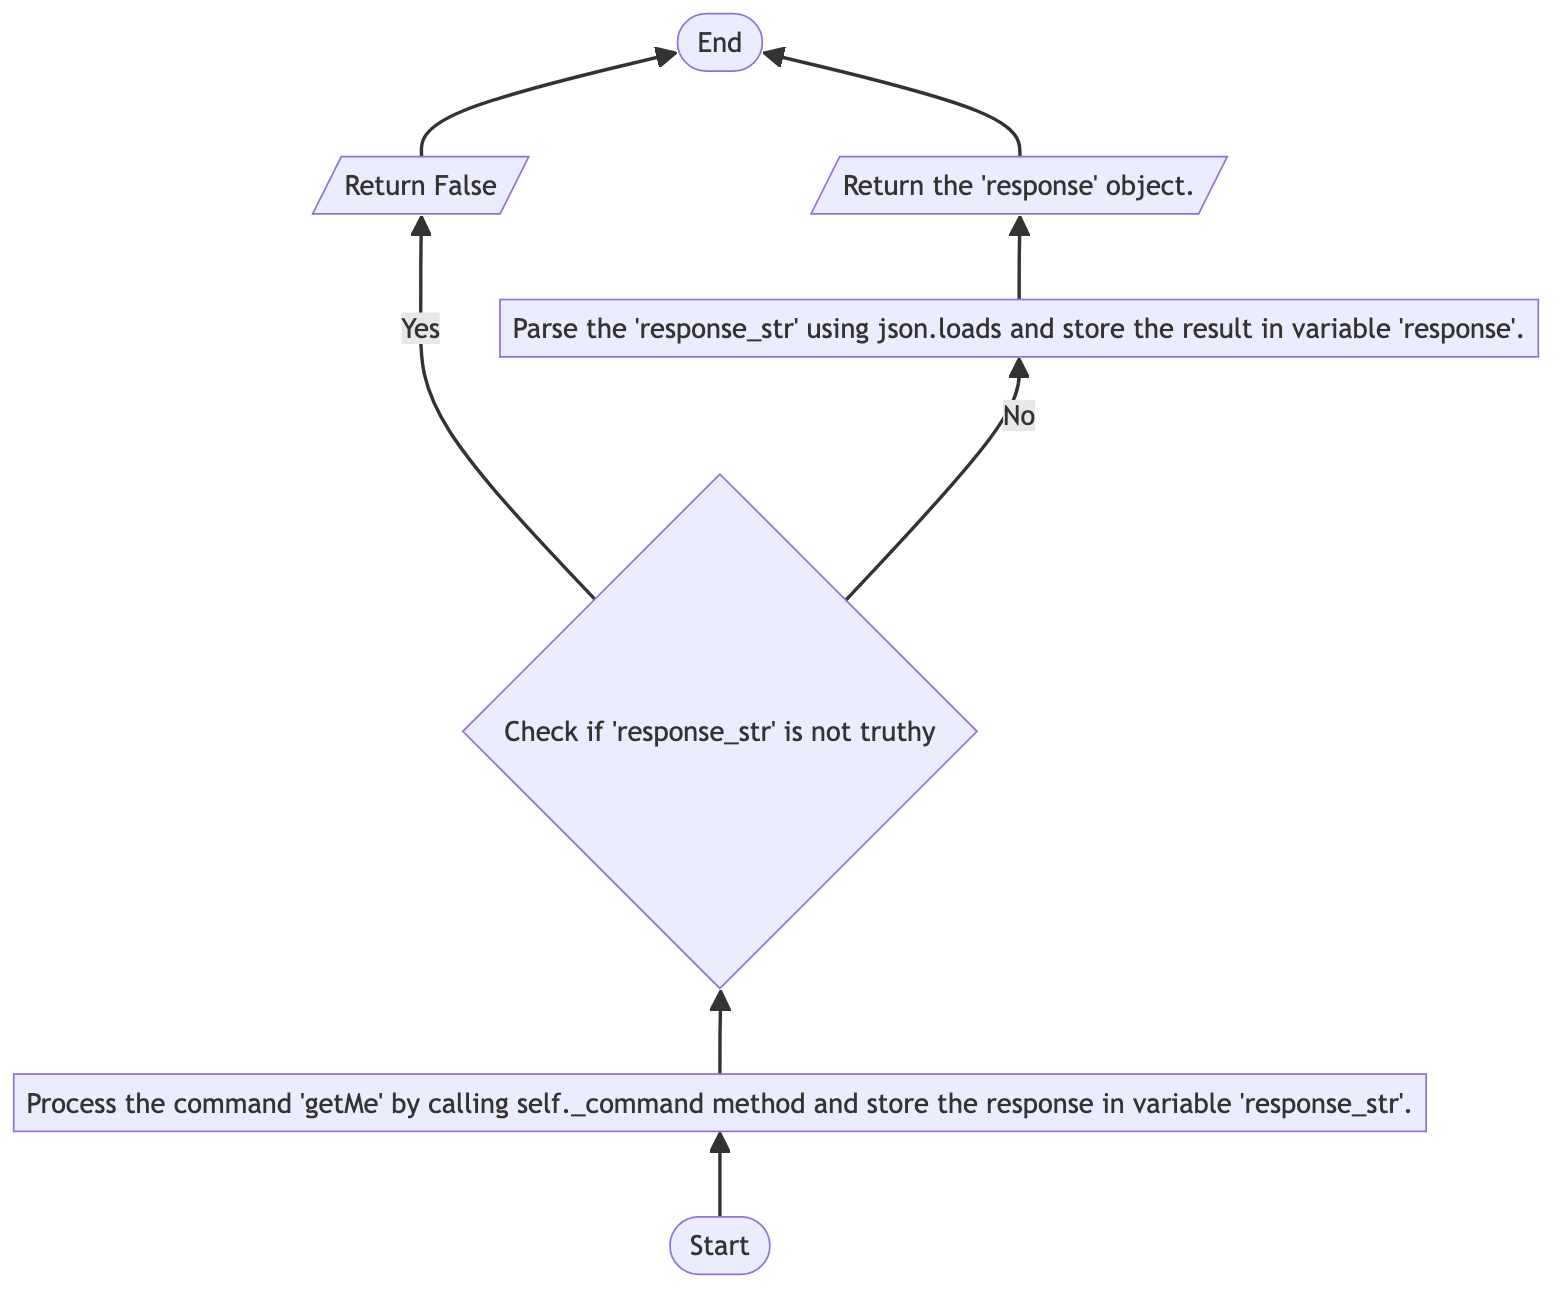 End
Return False
Return the 'response' object.
Yes
Parse the 'response_str' using json.loads and store the result in variable 'response'.
No
Check if 'response_str' is not truthy
Process the command 'getMe' by calling self._command method and store the response in variable 'response_str'.
Start